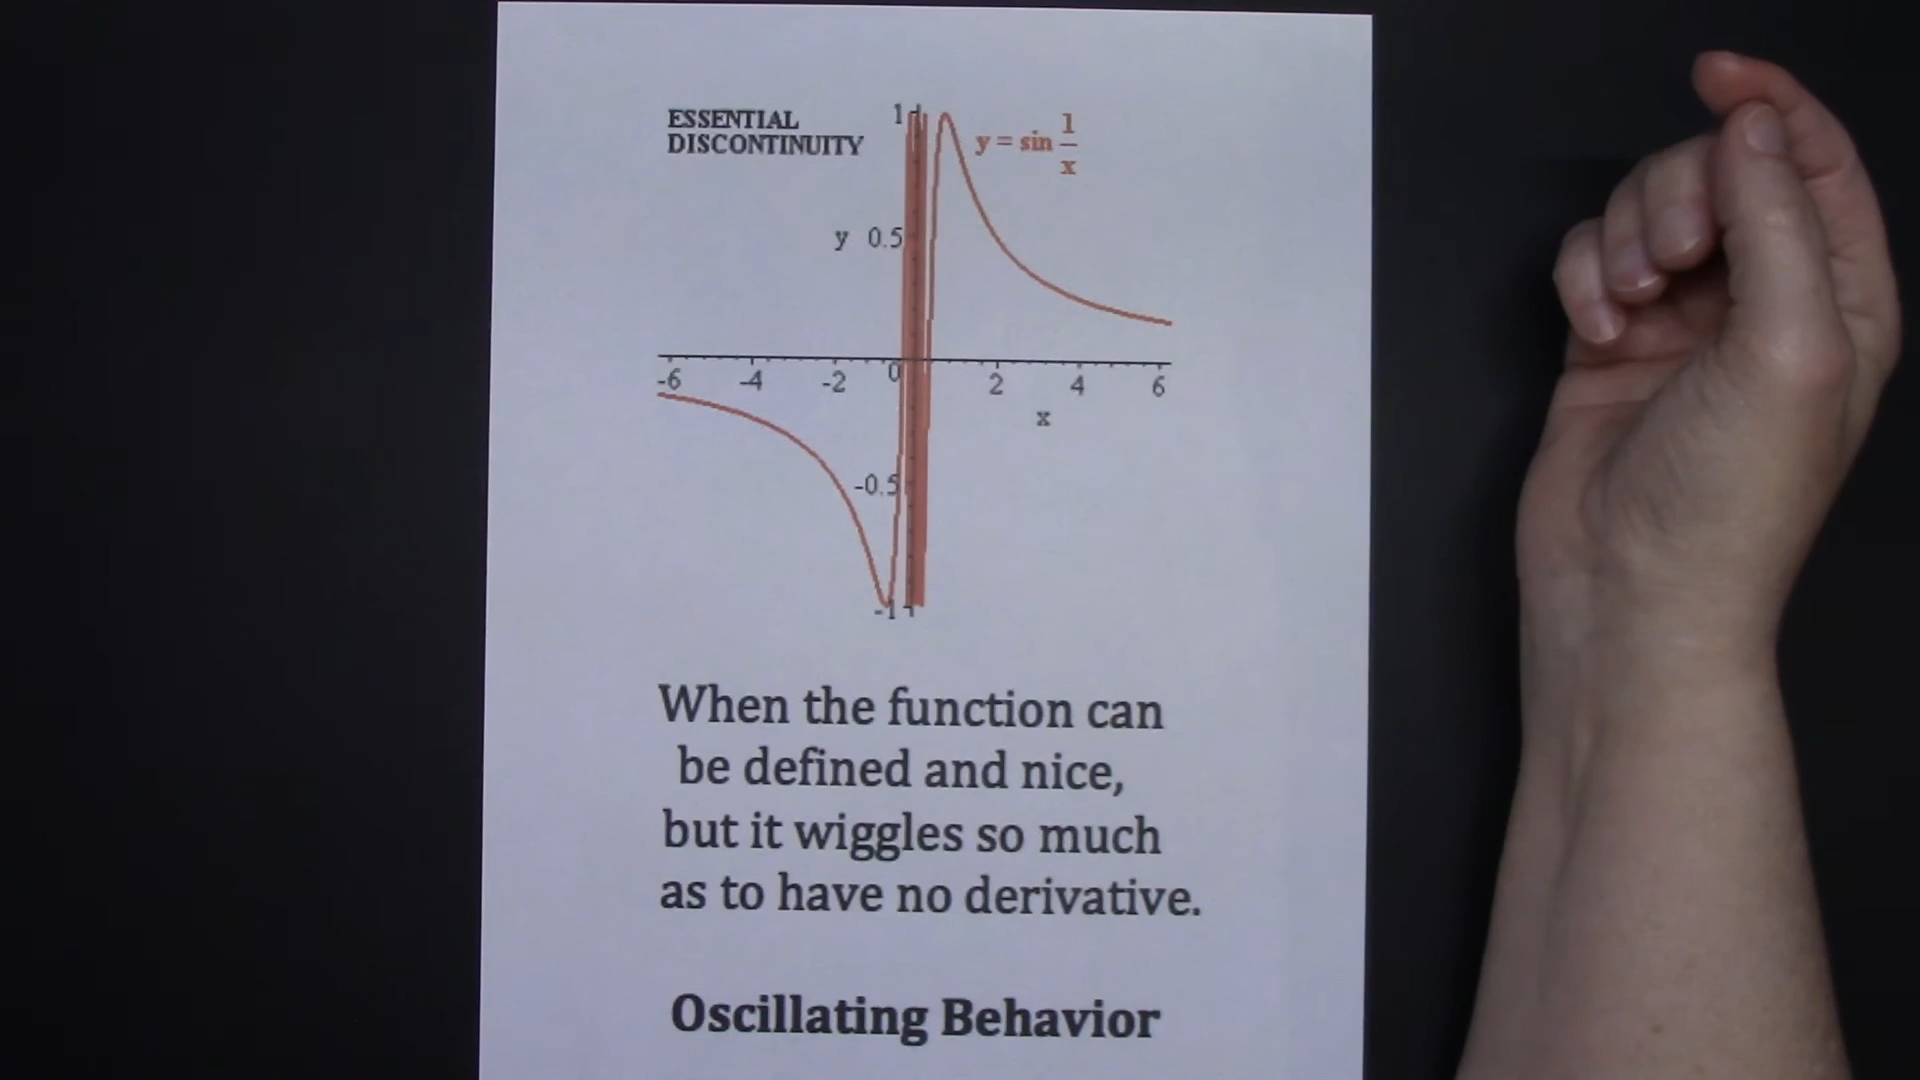 ESSENTIAL
DISCONTINUITY
1
y = sin 1/x
y 0.5
-6 -4 -2 0 2 4 6
x
-0.5
-1
When the function can
be defined and nice,
but it wiggles so much
as to have no derivative.
Oscillating Behavior